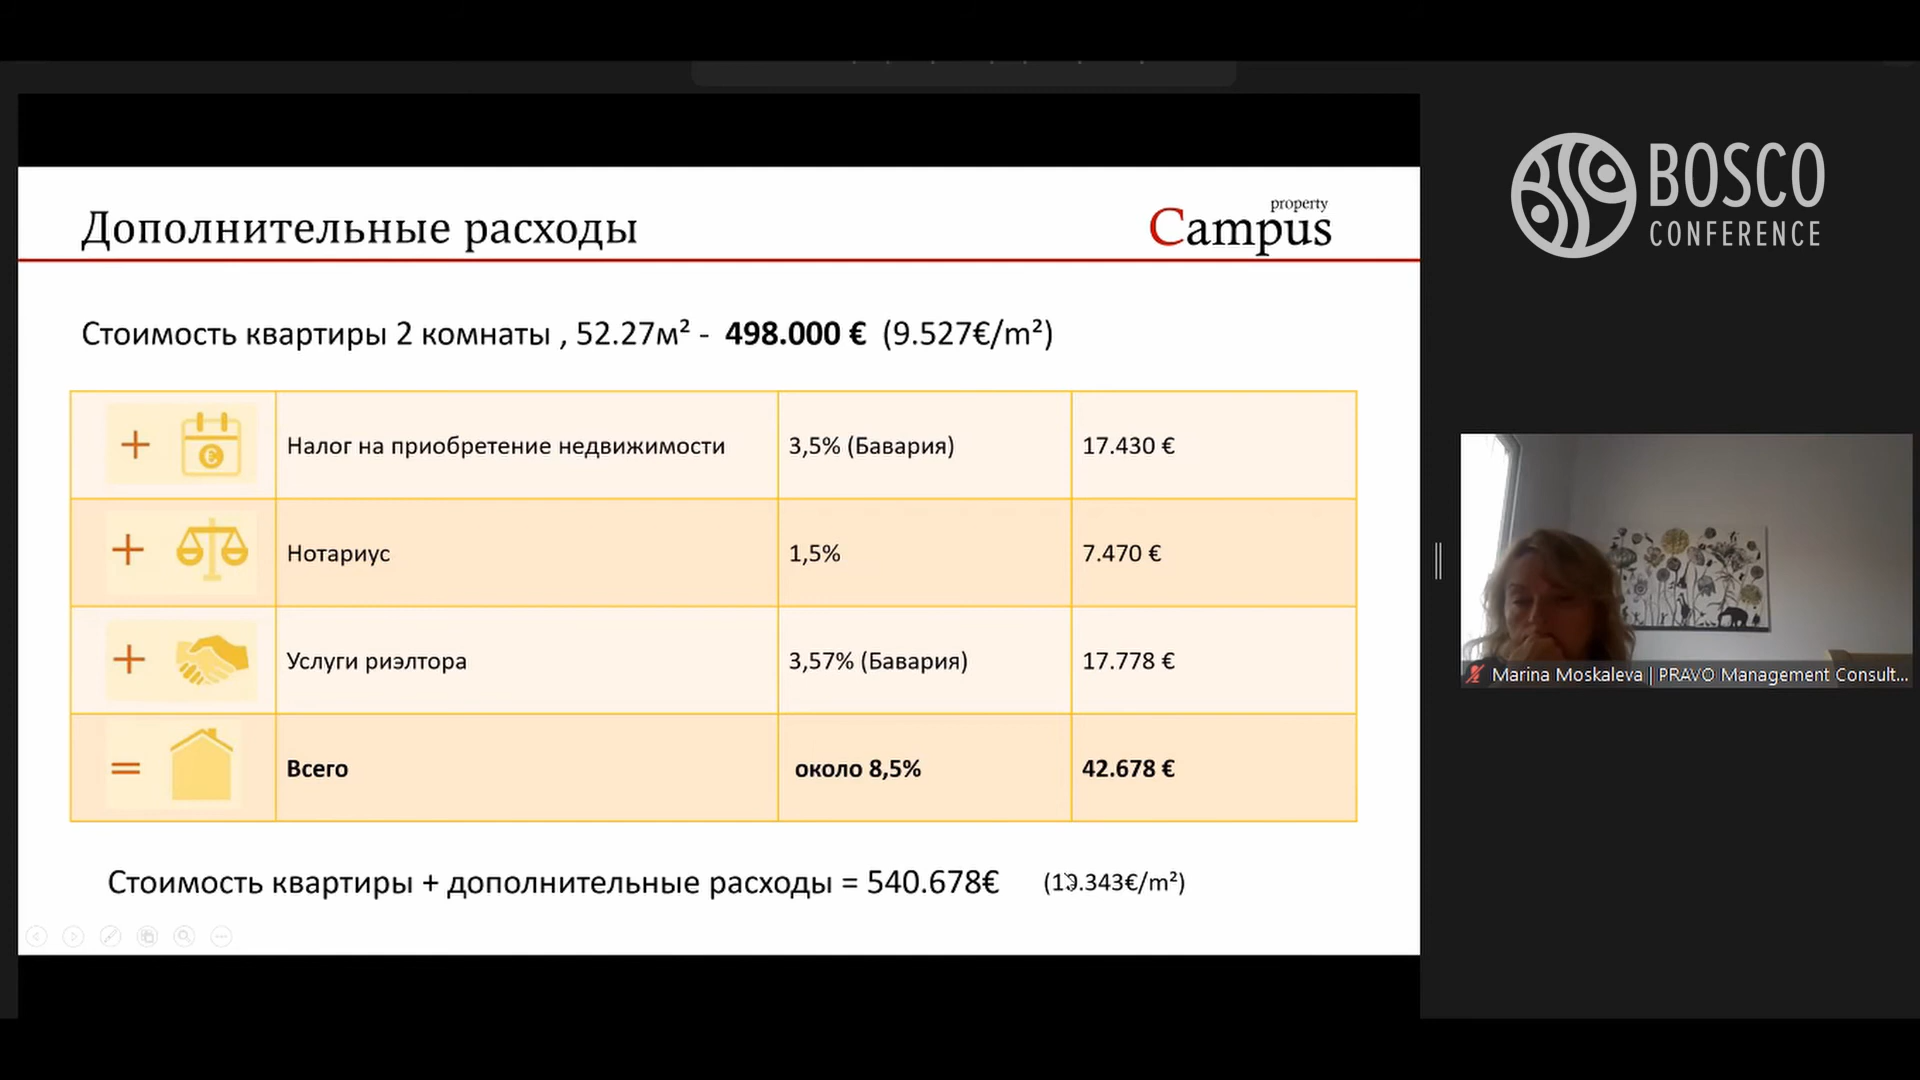 Дополнительные расходы
property
Campus
BOSCO
CONFERENCE
Стоимость квартиры 2 комнаты , 52.27м² - 498.000 € (9.527€/m²)
+ Налог на приобретение недвижимости 3,5% (Бавария) 17.430 €
+ Нотариус 1,5% 7.470 €
+ Услуги риэлтора 3,57% (Бавария) 17.778 €
= Всего около 8,5% 42.678 €
Стоимость квартиры + дополнительные расходы = 540.678€ (10.343€/m²)
Marina Moskaleva | PRAVO Management Consult...